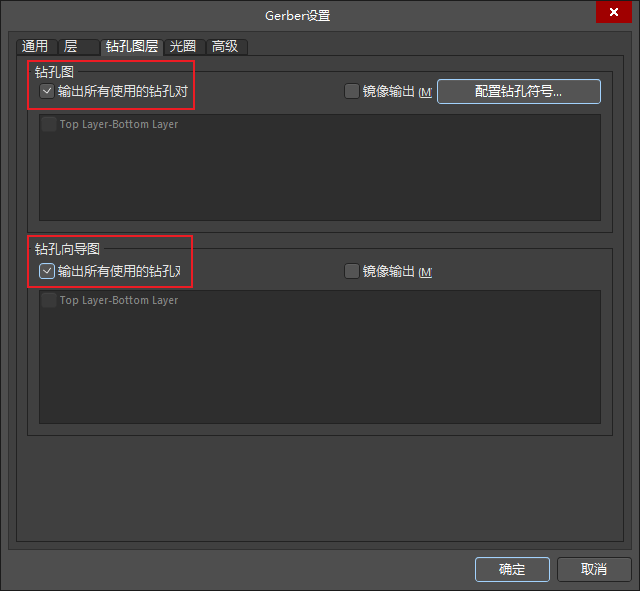 Gerber设置
通用 层 钻孔图层 光圈 高级
钻孔图
输出所有使用的钻孔对 镜像输出 (M 配置钻孔符号...
Top Layer-Bottom Layer
钻孔向导图
输出所有使用的钻孔 镜像输出 (M
Top Layer-Bottom Layer
确定 取消